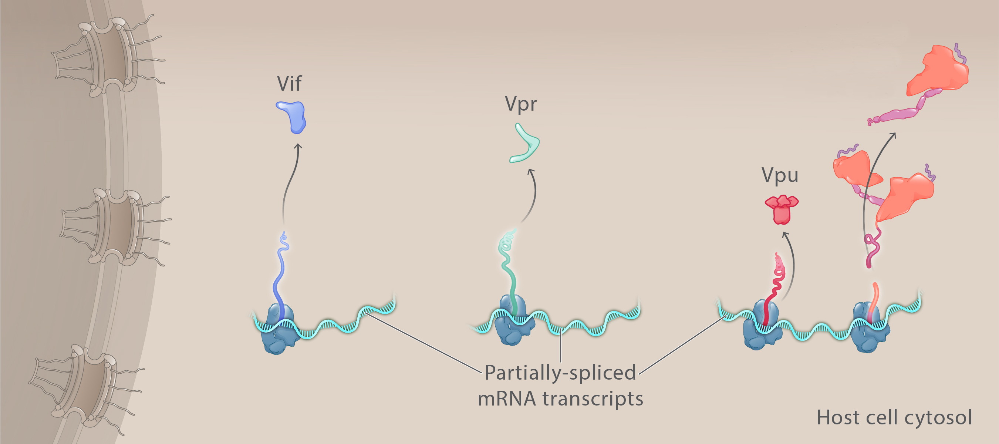 Vif
Vpr
Vpu
Partially-spliced
mRNA transcripts
Host cell cytosol